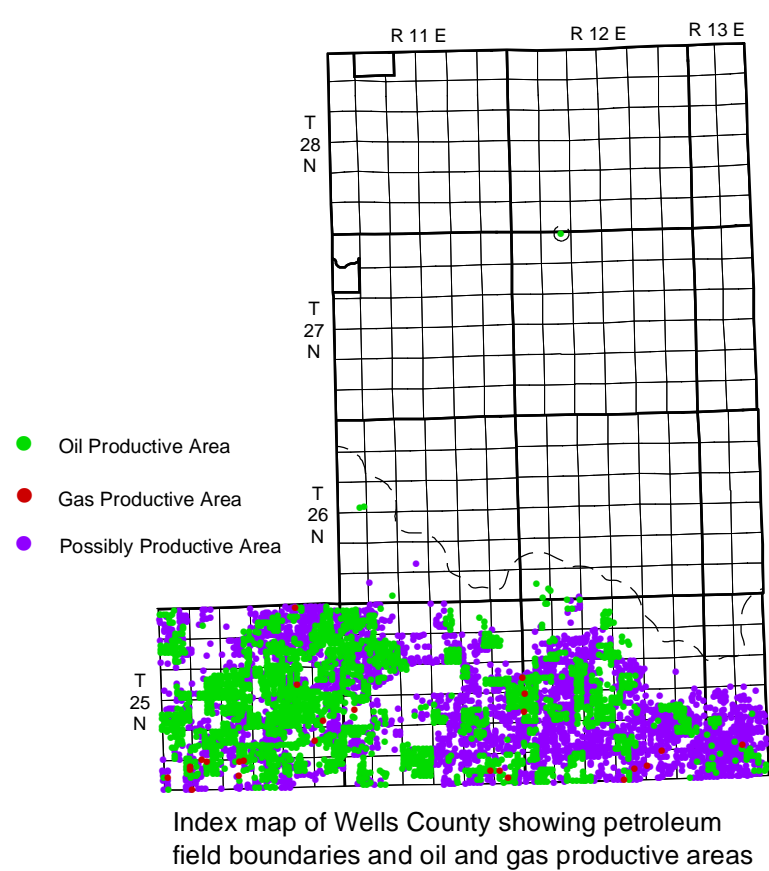 R 11 E
R 12 E
R 13 E
T
28
N
T
27
N
Oil Productive Area
Gas Productive Area
Possibly Productive Area
T
26
N
T
25
N
Index map of Wells County showing petroleum
field boundaries and oil and gas productive areas